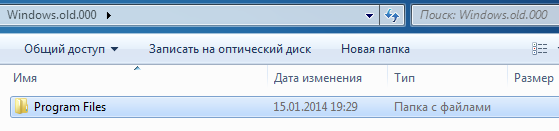 Windows.old.000 Поиск: Windows.old.000
Общий доступ Записать на оптический диск Новая папка
Имя Дата изменения Тип Размер
Program Files 15.01.2014 19:29 Папка с файлами